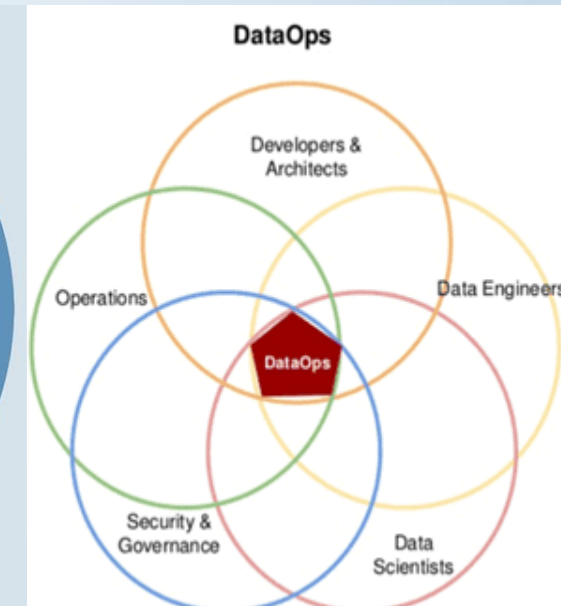 DataOps
Developers &
Architects
Operations
Data Engineers
DataOps
Security &
Governance
Data
Scientists